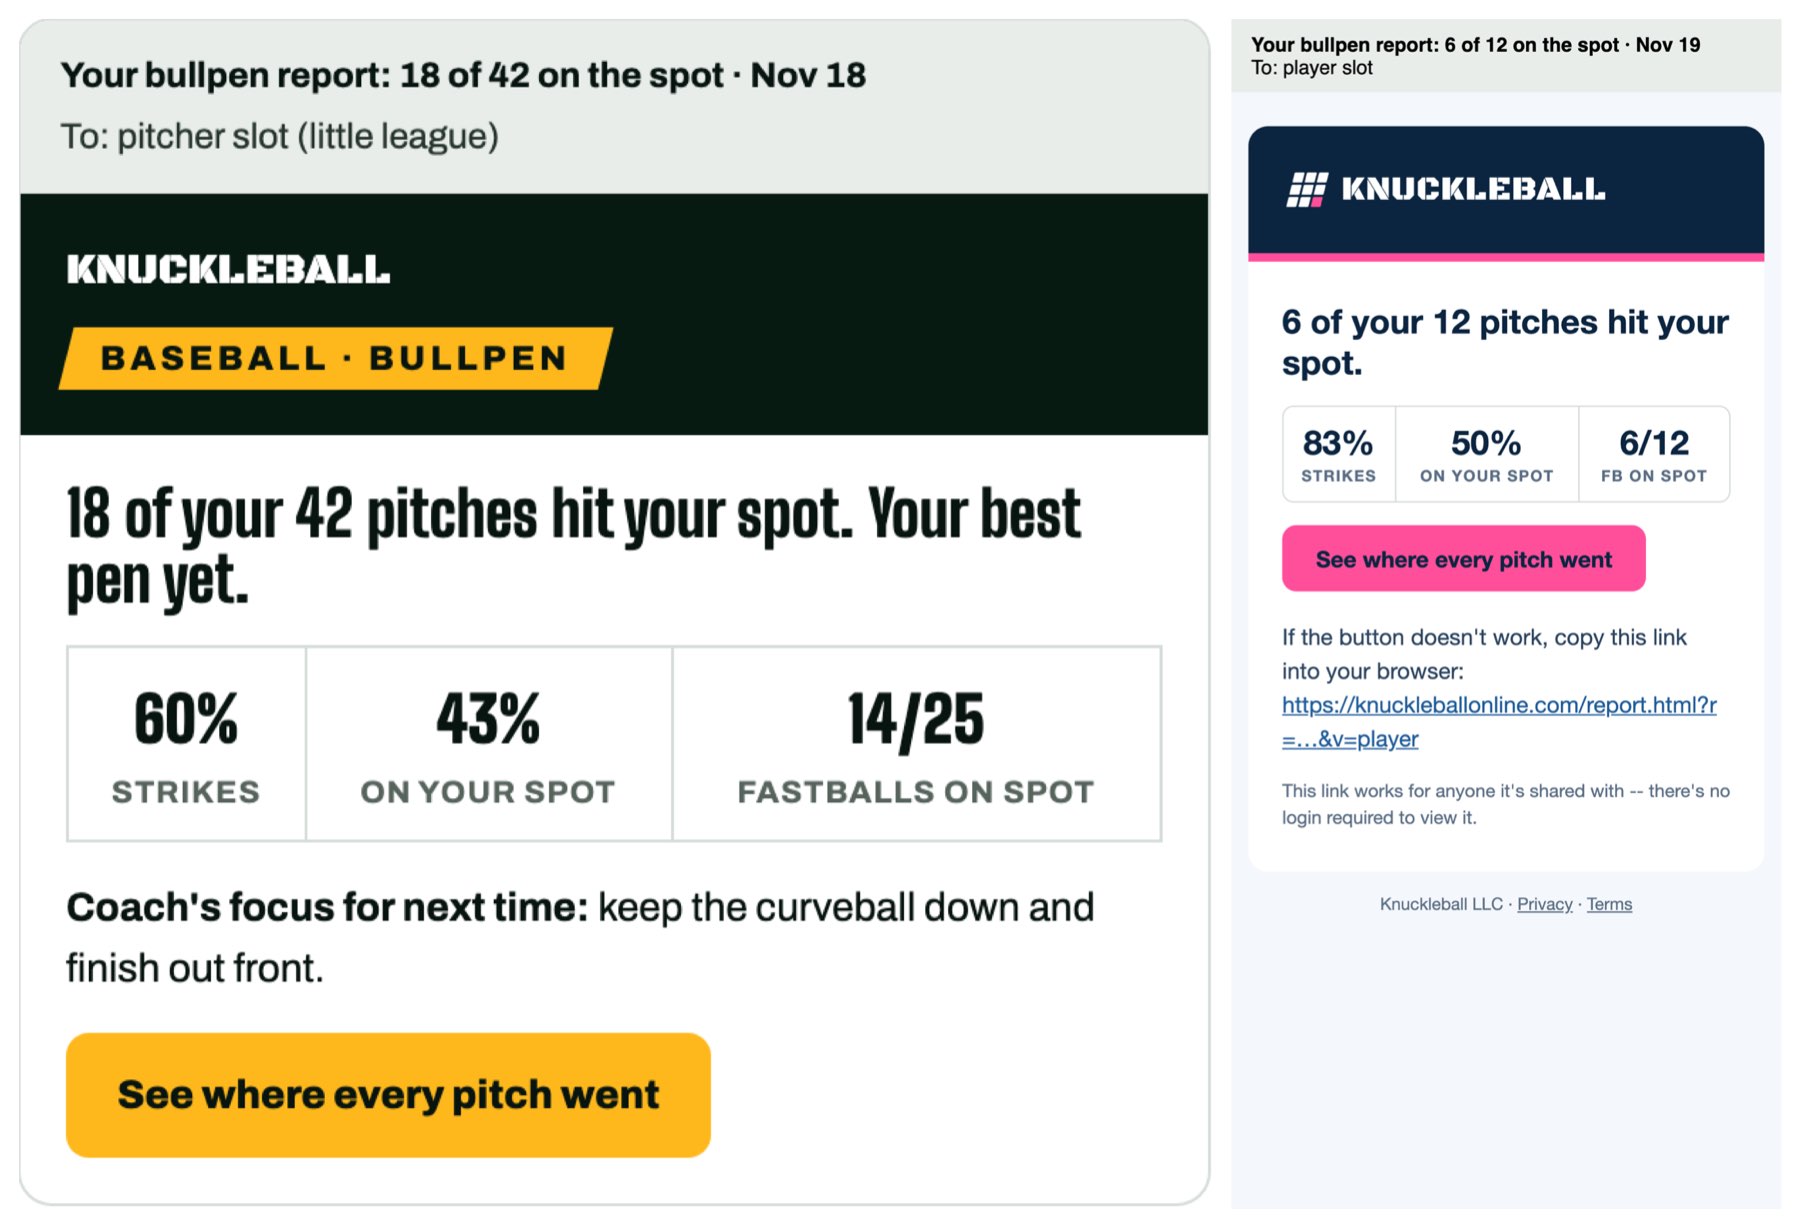 Your bullpen report: 18 of 42 on the spot · Nov 18
To: pitcher slot (little league)
KNUCKLEBALL
BASEBALL · BULLPEN
18 of your 42 pitches hit your spot. Your best
pen yet.
60%
STRIKES
43%
ON YOUR SPOT
14/25
FASTBALLS ON SPOT
Coach's focus for next time: keep the curveball down and
finish out front.
See where every pitch went
Your bullpen report: 6 of 12 on the spot · Nov 19
To: player slot
KNUCKLEBALL
6 of your 12 pitches hit your
spot.
83%
STRIKES
50%
ON YOUR SPOT
6/12
FB ON SPOT
See where every pitch went
If the button doesn't work, copy this link
into your browser:
https://knuckleballonline.com/report.html?r
=…&v=player
This link works for anyone it's shared with -- there's no
login required to view it.
Knuckleball LLC · Privacy · Terms